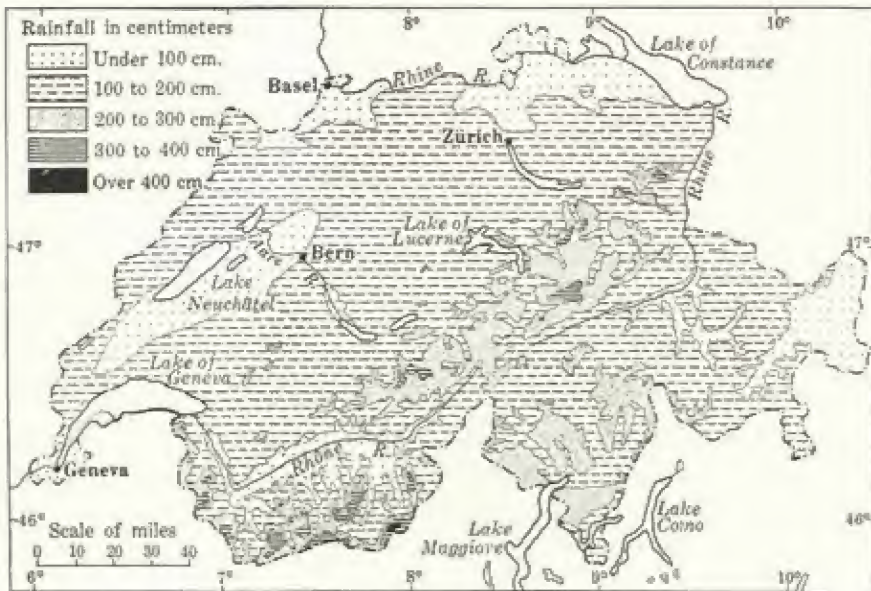 8° 9° 10°
Rainfall in centimeters
Under 100 cm.
100 to 200 cm.
200 to 300 cm.
300 to 400 cm.
Over 400 cm.
Basel
Rhine R.
Lake of
Constance
Zürich
Rhine R.
47°
Lake of
Lucerne
47°
Aare R.
Bern
Lake
Neuchâtel
Lake of
Geneva
Rhône R.
Geneva
46°
46°
Lake
Maggiore
Lake
Como
Scale of miles
0 10 20 30 40
6° 7° 8° 9° 10°